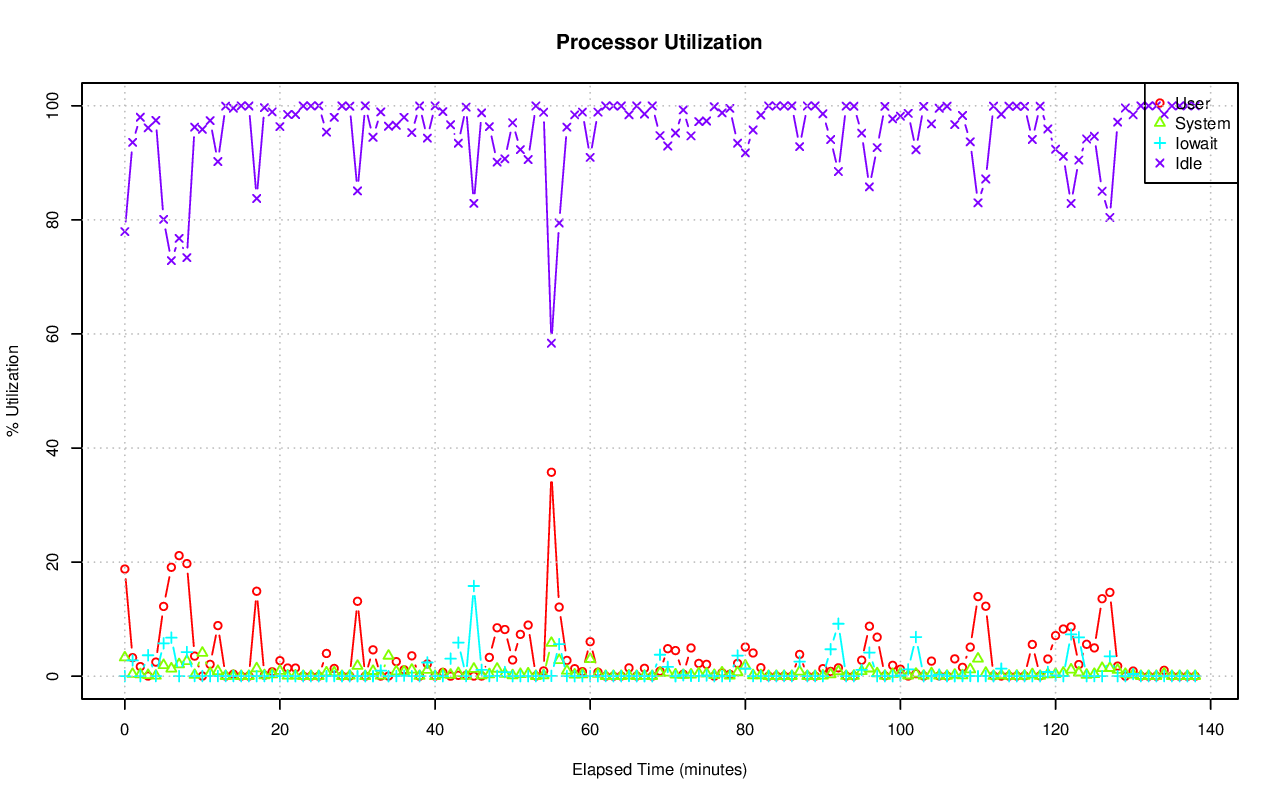 Processor Utilization
User
System
Iowait
Idle
100
80
60
40
20
0
% Utilization
0 20 40 60 80 100 120 140
Elapsed Time (minutes)